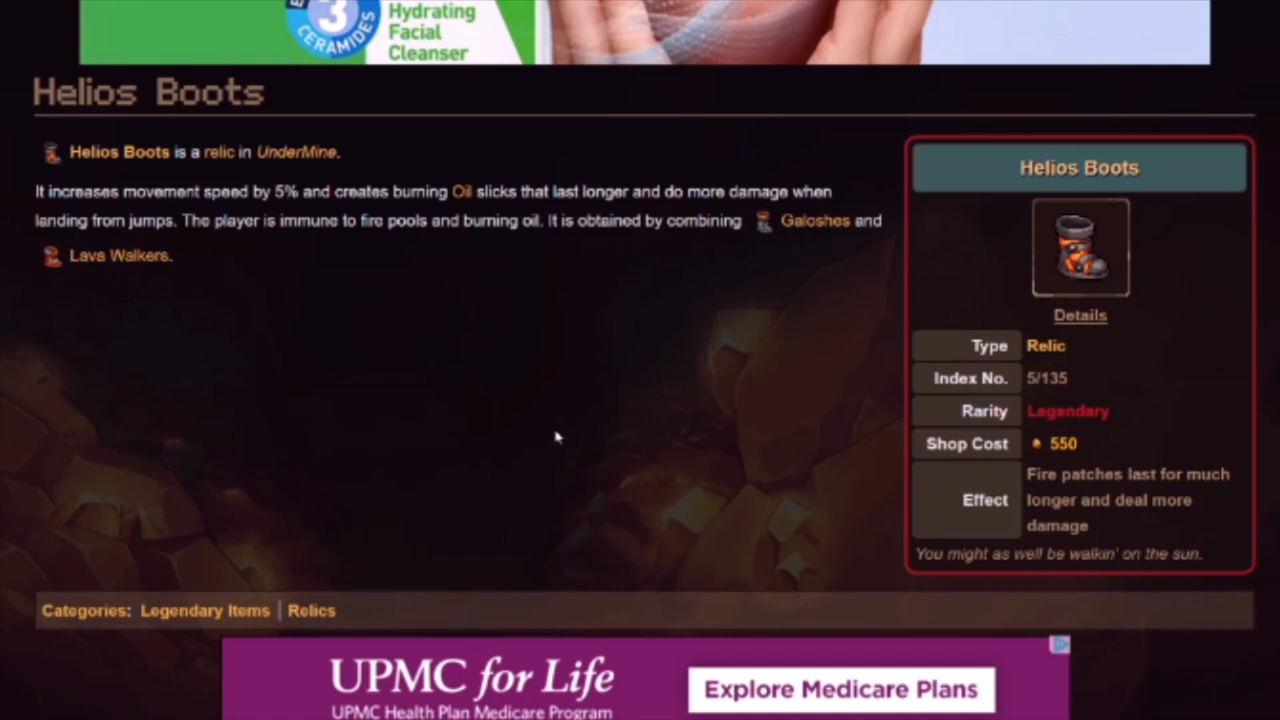 3
CERAMIDES
Hydrating
Facial
Cleanser
Helios Boots
Helios Boots is a relic in UnderMine.
It increases movement speed by 5% and creates burning Oil slicks that last longer and do more damage when
landing from jumps. The player is immune to fire pools and burning oil. It is obtained by combining Galoshes and
Lava Walkers.
Helios Boots
Details
Type Relic
Index No. 5/135
Rarity Legendary
Shop Cost 550
Effect Fire patches last for much
longer and deal more
damage
You might as well be walkin' on the sun.
Categories: Legendary Items | Relics
UPMC for Life
UPMC Health Plan Medicare Program
Explore Medicare Plans